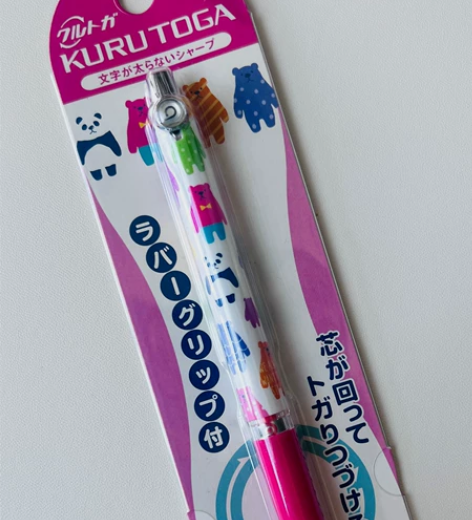 クルトガ
KURUTOGA
文字が太らないシャープ
ラバーグリップ付
芯が回って
トガりつづける